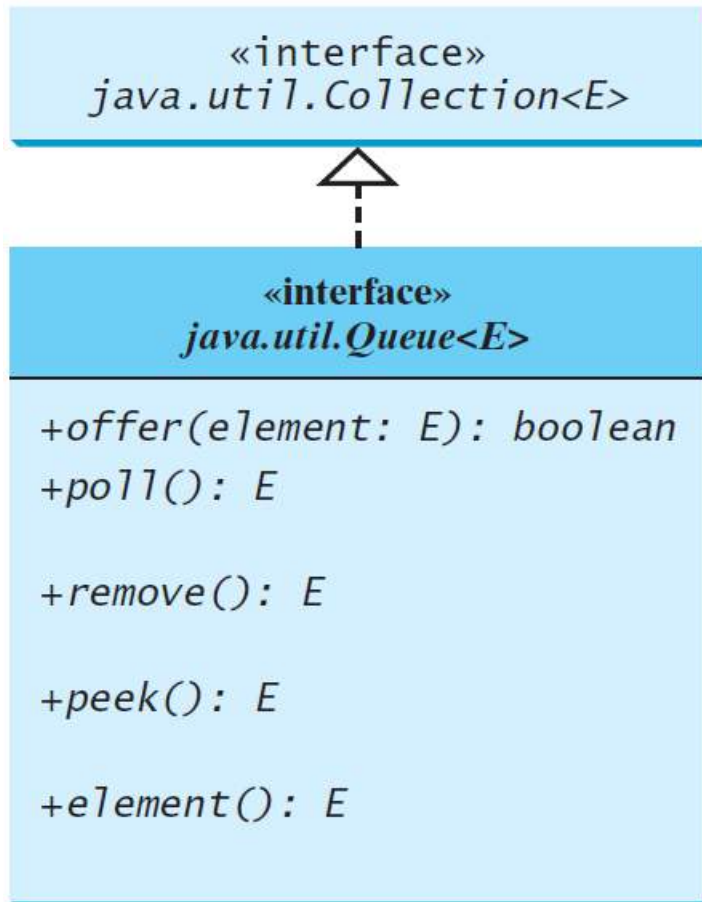 «interface»
java.util.Collection<E>
«interface»
java.util.Queue<E>
+offer(element: E): boolean
+poll(): E
+remove(): E
+peek(): E
+element(): E